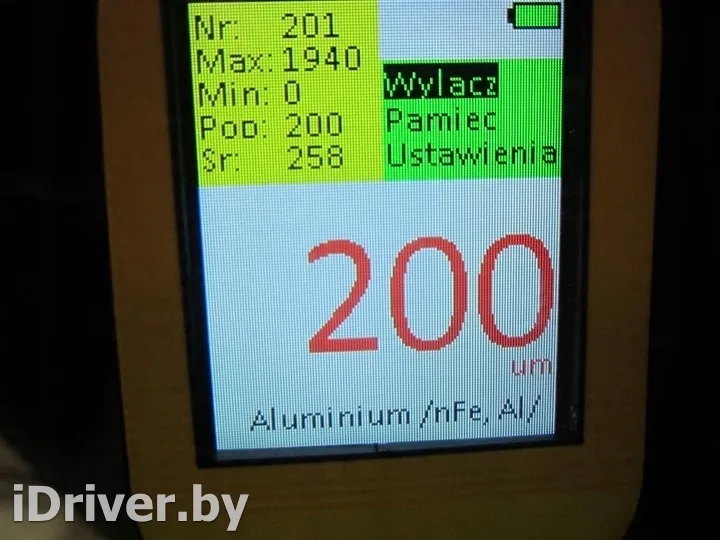 Nr: 201
Max: 1940
Min: 0
Pop: 200
Sr: 258
Wylacz
Pamiec
Ustawienia
200
um
Aluminium /nFe, Al/
iDriver.by